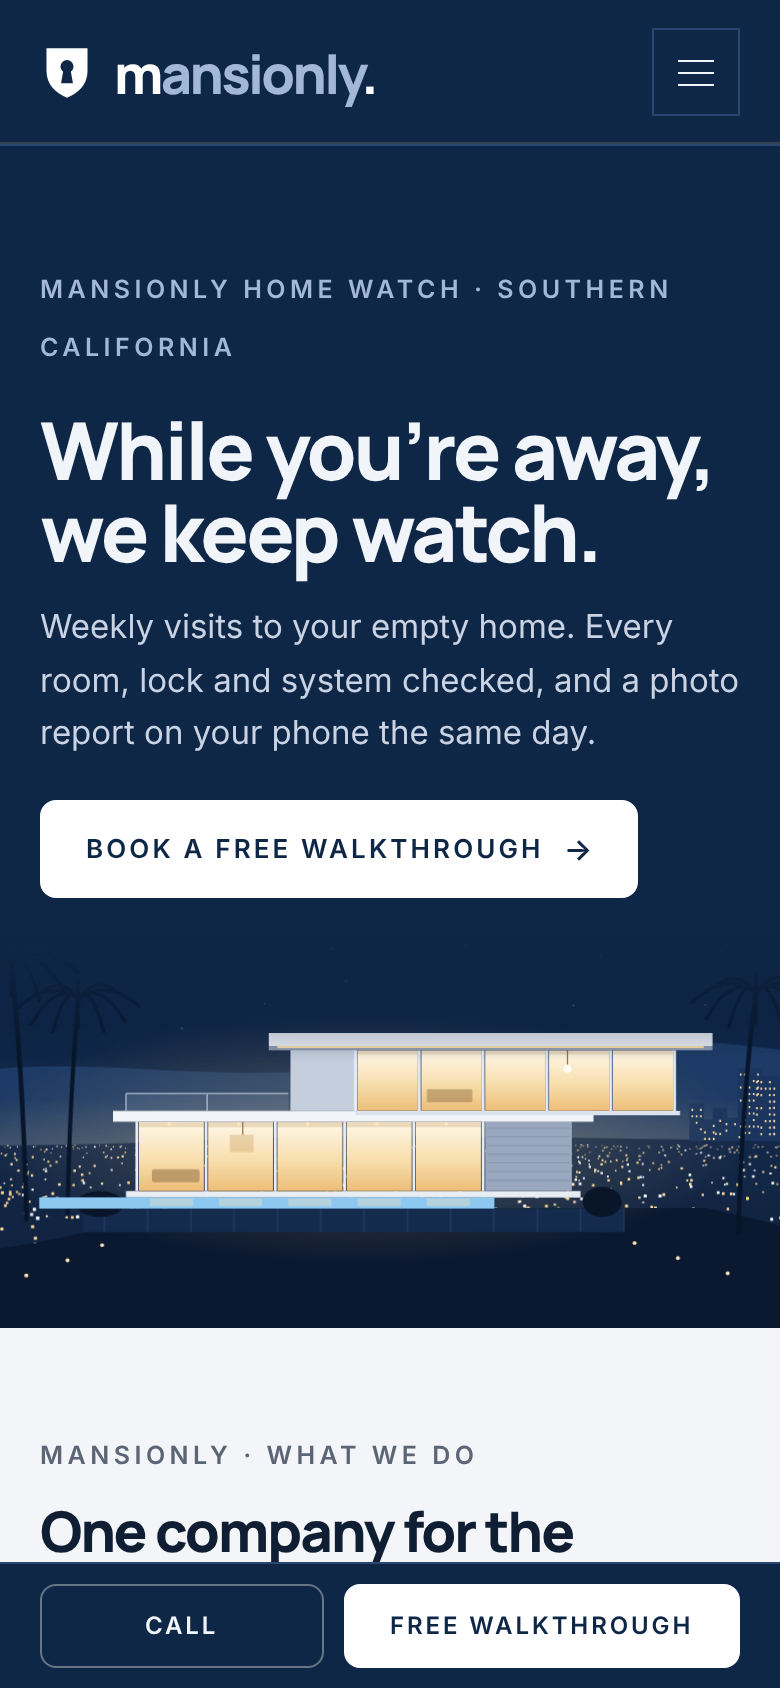 mansionly.
MANSIONLY HOME WATCH · SOUTHERN
CALIFORNIA
While you’re away,
we keep watch.
Weekly visits to your empty home. Every
room, lock and system checked, and a photo
report on your phone the same day.
BOOK A FREE WALKTHROUGH →
MANSIONLY · WHAT WE DO
One company for the
CALL
FREE WALKTHROUGH